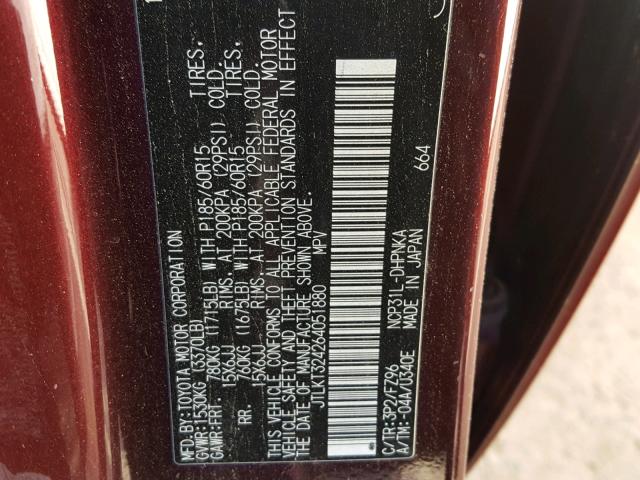 MFD.BY:TOYOTA MOTOR CORPORATION
GVWR:1530KG (3370LB)
GAWR:FRT. 780KG (1715LB) WITH P185/60R15 TIRES.
15X6JJ RIMS, AT 200KPA (29PSI) COLD.
RR. 760KG (1675LB) WITH P185/60R15 TIRES.
15X6JJ RIMS, AT 200KPA (29PSI) COLD.
THIS VEHICLE CONFORMS TO ALL APPLICABLE FEDERAL MOTOR
VEHICLE SAFETY AND THEFT PREVENTION STANDARDS IN EFFECT
ON THE DATE OF MANUFACTURE SHOWN ABOVE.
JTLKT324264051880 MPV
664
C/TR:3P2/FZ96 NCP31L-DHPNKA
A/TM:-04A/U340E MADE IN JAPAN